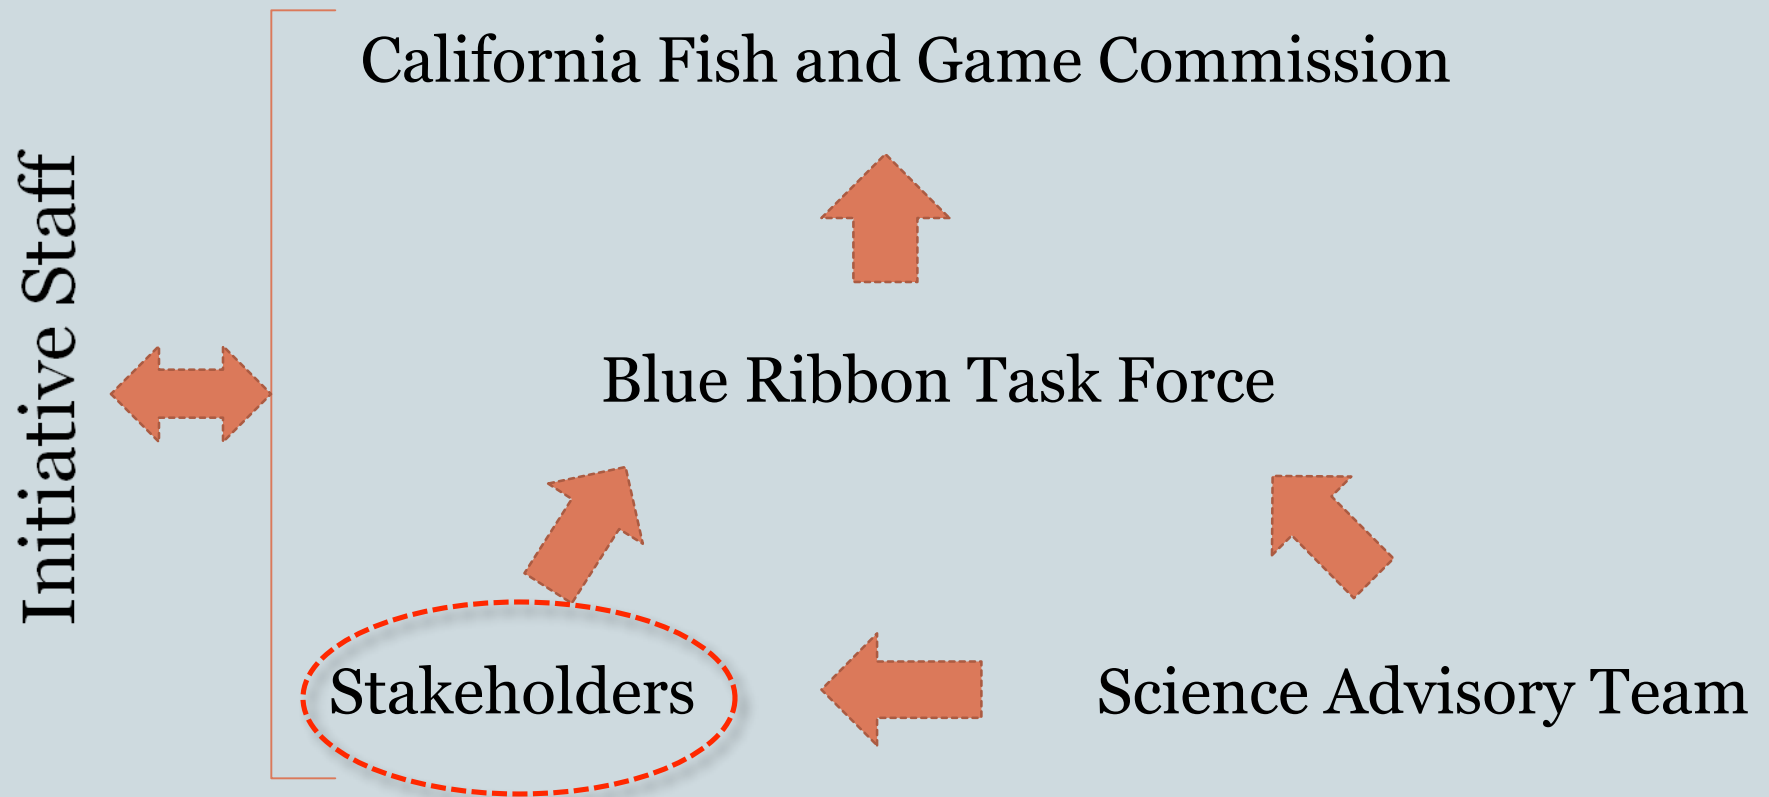 California Fish and Game Commission
Initiative Staff
Blue Ribbon Task Force
Stakeholders
Science Advisory Team